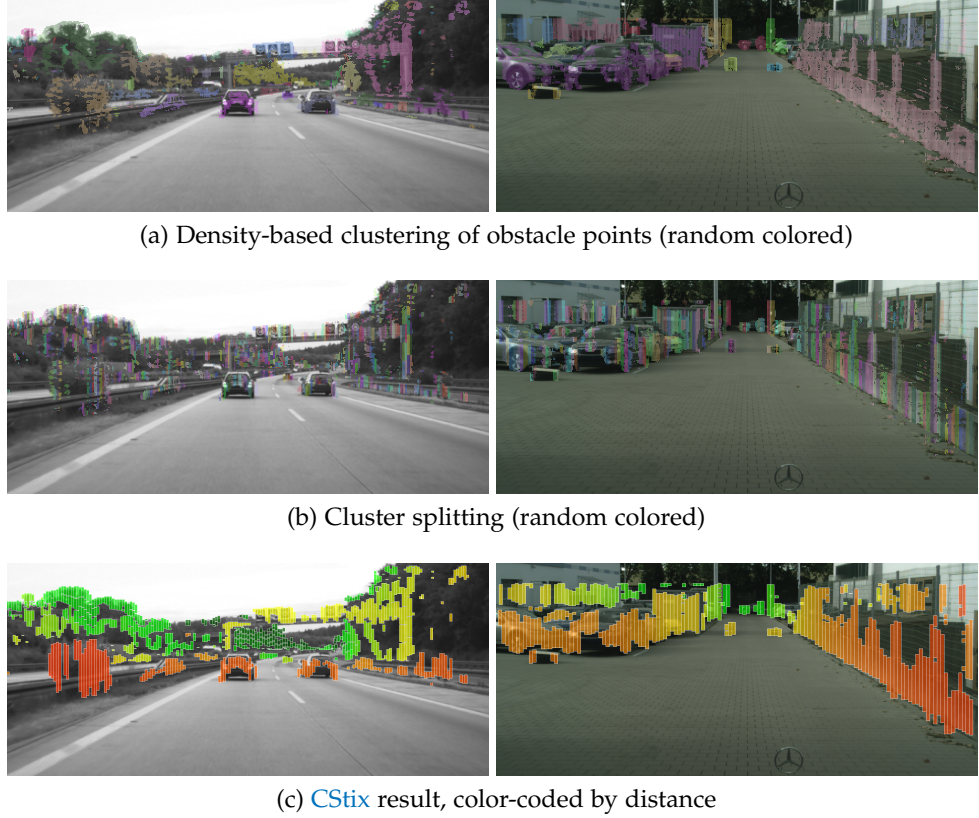 (a) Density-based clustering of obstacle points (random colored)
(b) Cluster splitting (random colored)
(c) CStix result, color-coded by distance